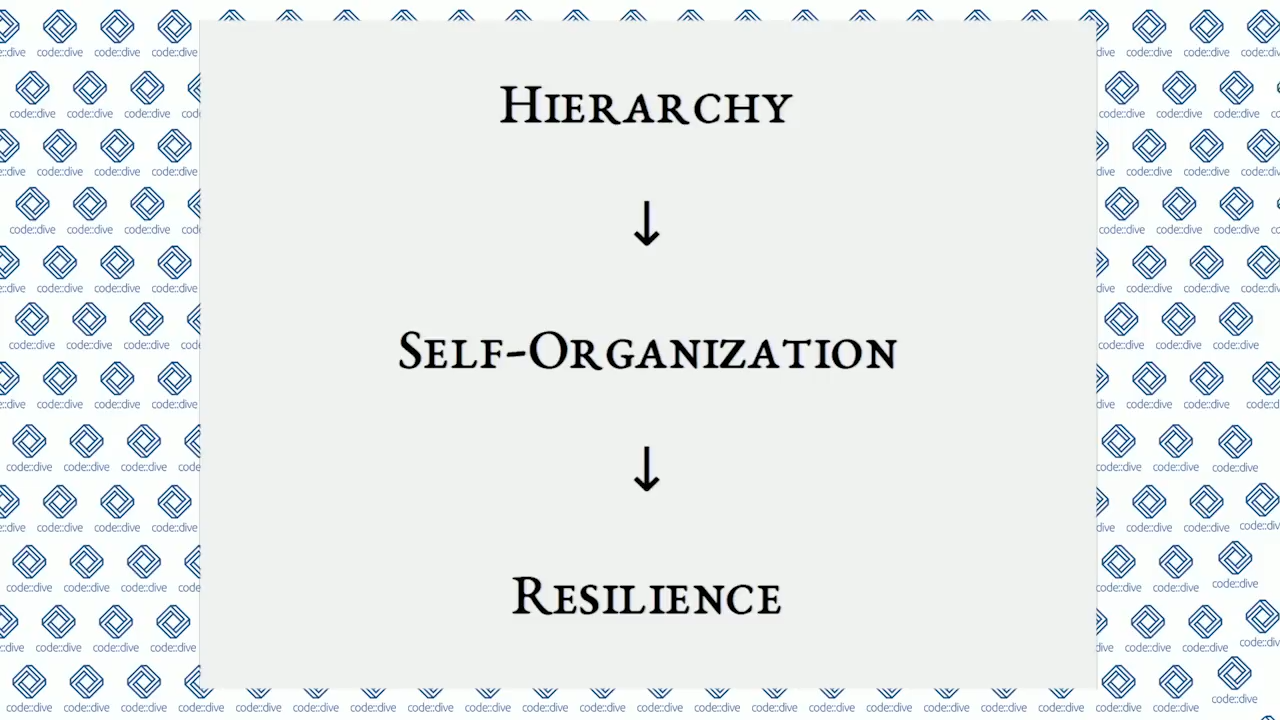 Hierarchy
↓
Self-Organization
↓
Resilience
code::dive